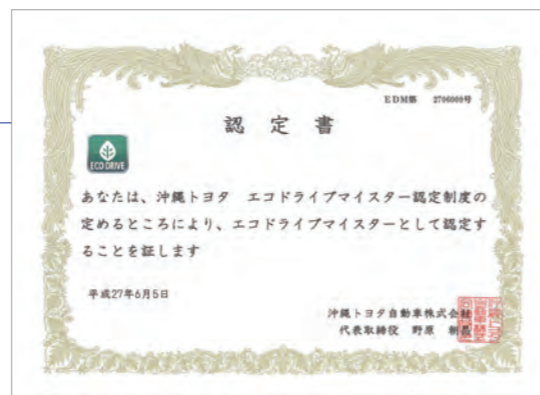 EDM第 2706009号
認定書
ECO DRIVE
あなたは、沖縄トヨタ エコドライブマイスター認定制度の
定めるところにより、エコドライブマイスターとして認定す
ることを証します
平成27年6月5日
沖縄トヨタ自動車株式会社
代表取締役 野原 朝昌